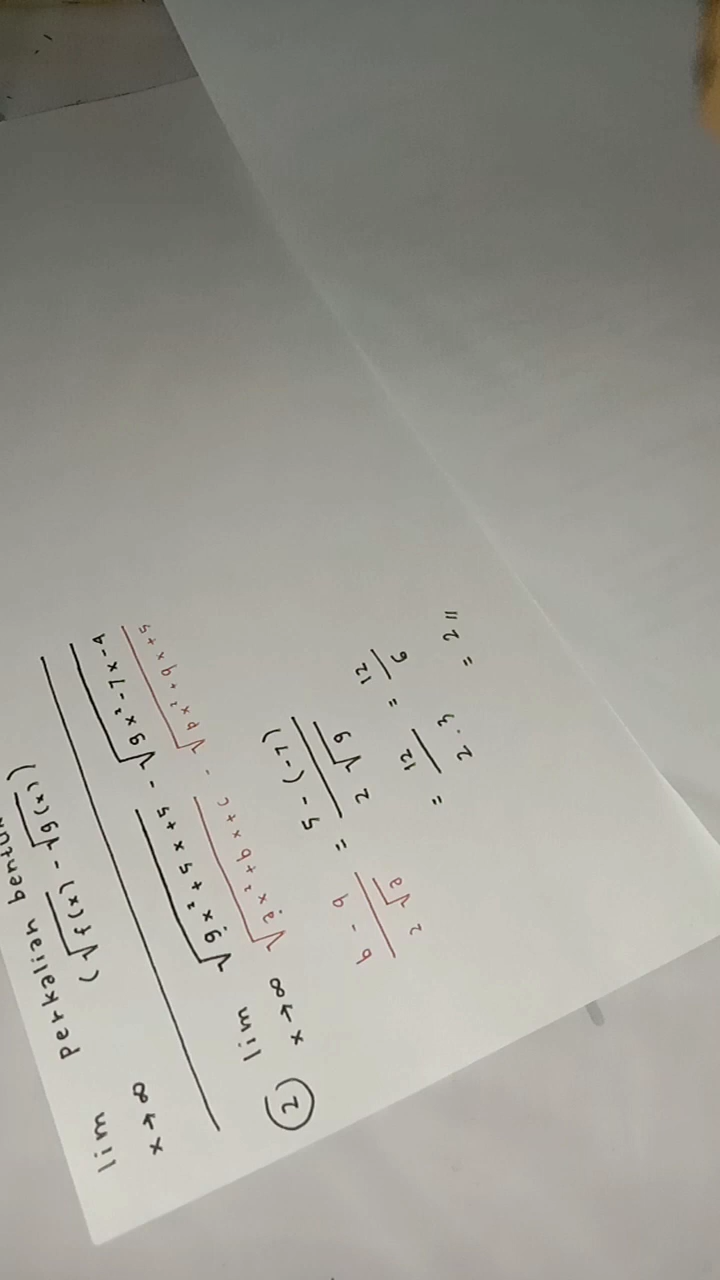 Perkalian bentuk
lim (√f(x) - √g(x))
x → ∞
② lim √9x² + 5x + 5 - √9x² - 7x - 4
x → ∞ √ax² + bx + c - √px² + qx + 5
b - q / 2√a = 5 - (-7) / 2√9
= 12 / 2.3 = 12 / 6
= 2 "